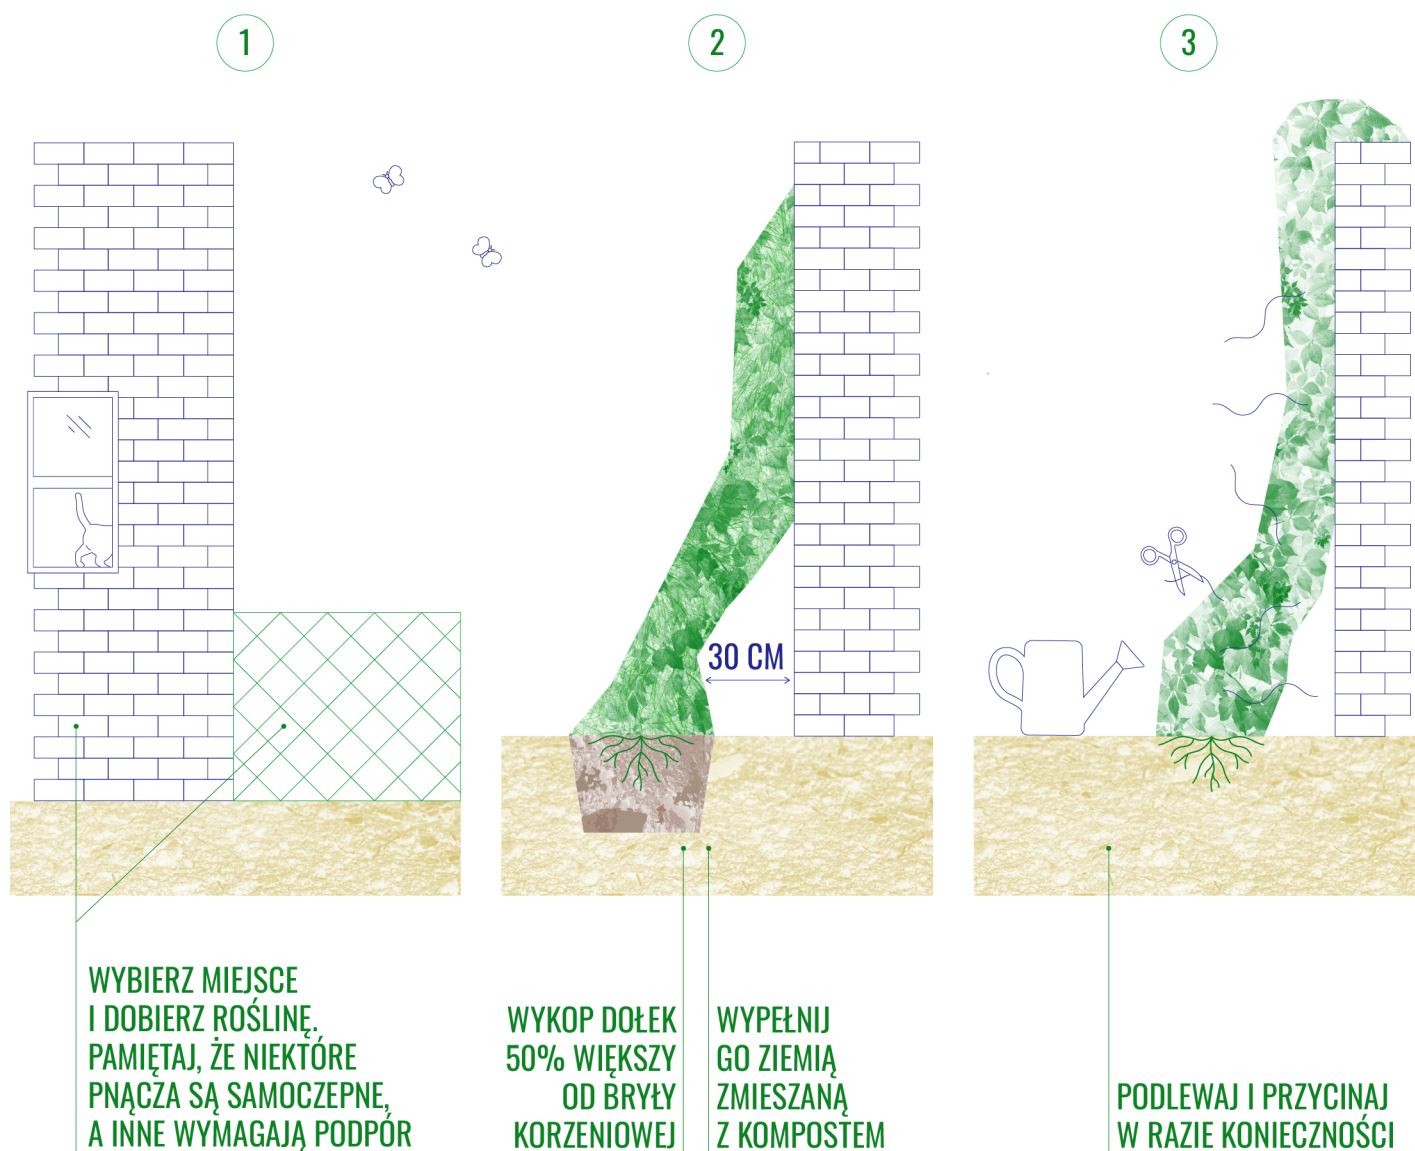 1
2
3
30 CM
WYBIERZ MIEJSCE
I DOBIERZ ROŚLINĘ.
PAMIĘTAJ, ŻE NIEKTÓRE
PNĄCZA SĄ SAMOCZEPNE,
A INNE WYMAGAJĄ PODPÓR
WYKOP DOŁEK
50% WIĘKSZY
OD BRYŁY
KORZENIOWEJ
WYPEŁNIJ
GO ZIEMIĄ
ZMIESZANĄ
Z KOMPOSTEM
PODLEWAJ I PRZYCINAJ
W RAZIE KONIECZNOŚCI